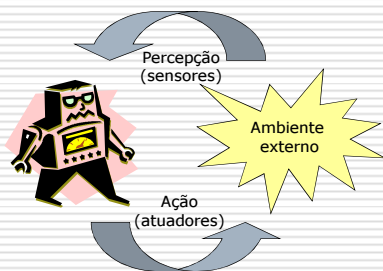 Percepção
(sensores)
Ambiente
externo
Ação
(atuadores)